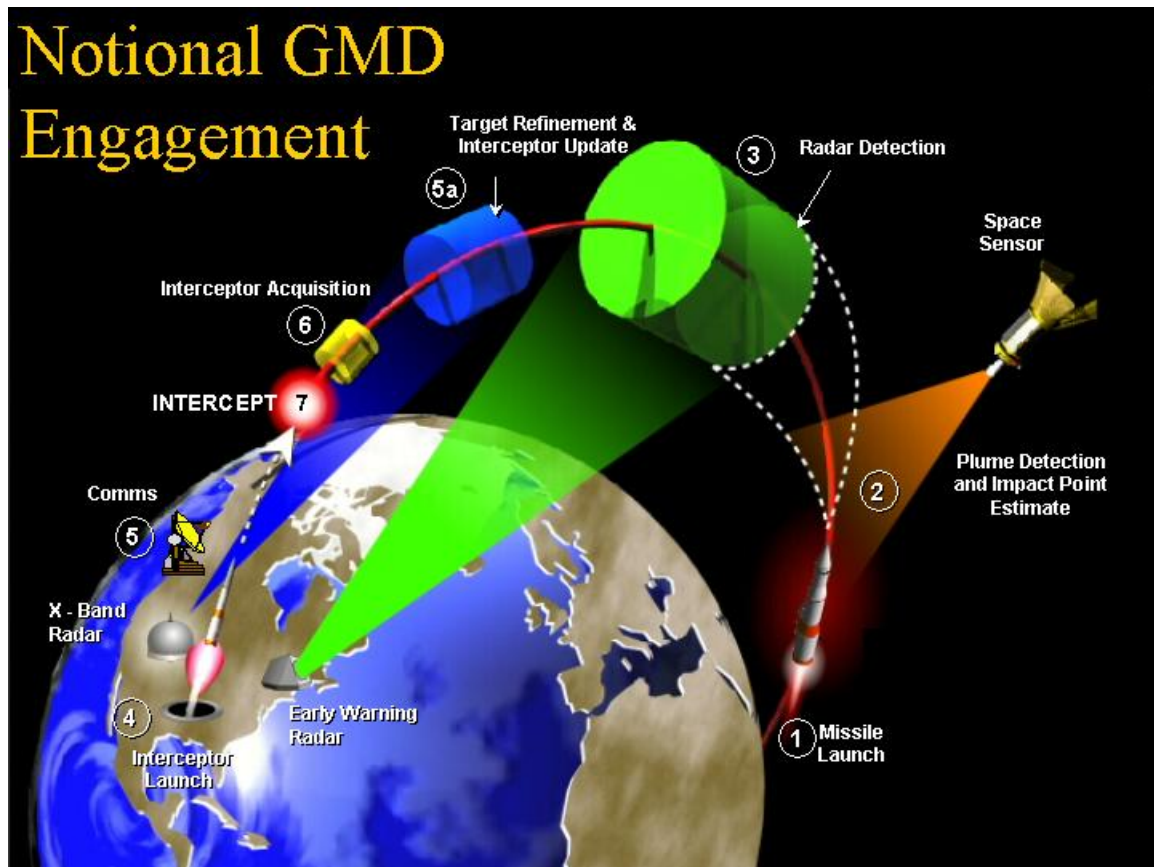 Notional GMD
Engagement
Target Refinement &
Interceptor Update
5a
3
Radar Detection
Space
Sensor
Interceptor Acquisition
6
INTERCEPT
7
Comms
5
2
Plume Detection
and Impact Point
Estimate
X - Band
Radar
4
Interceptor
Launch
Early Warning
Radar
1
Missile
Launch